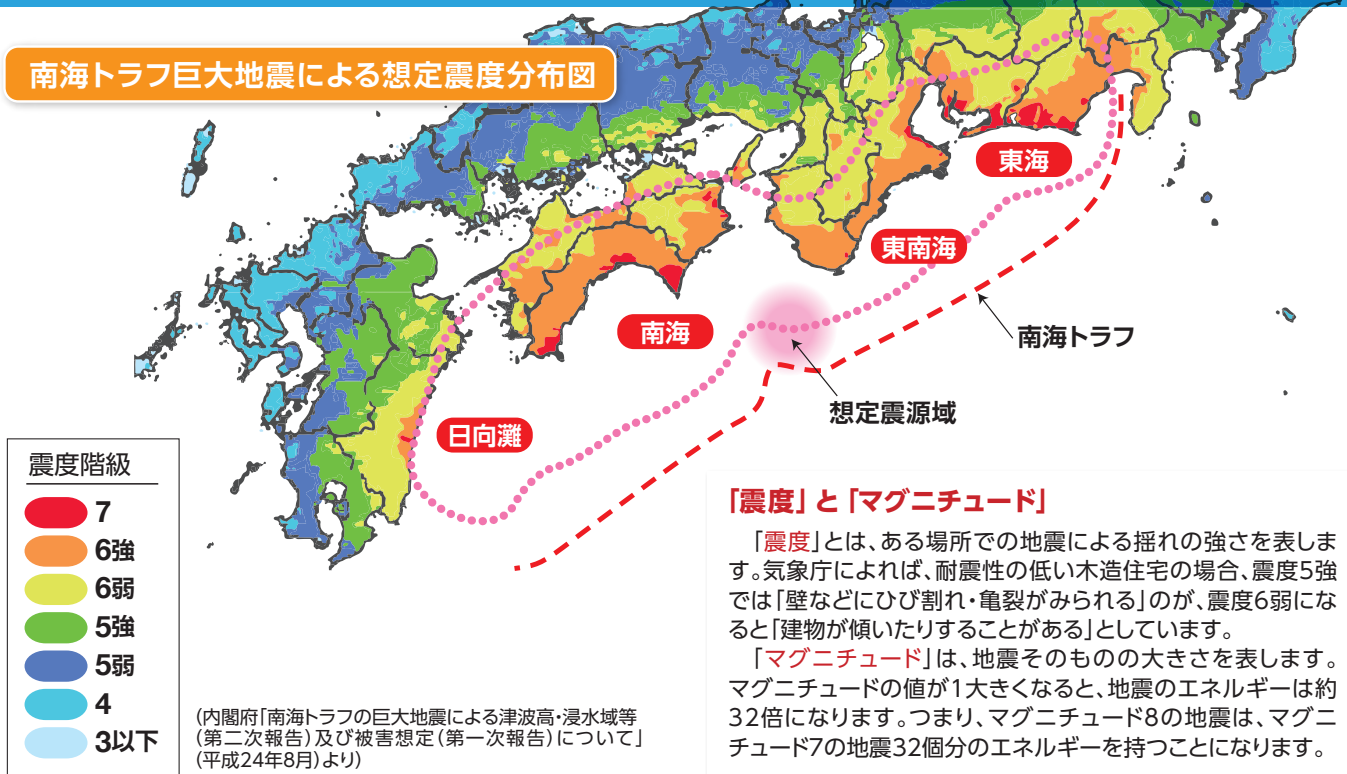 南海トラフ巨大地震による想定震度分布図
東海
東南海
南海
南海トラフ
想定震源域
日向灘
震度階級
7
6強
6弱
5強
5弱
4
3以下
(内閣府「南海トラフの巨大地震による津波高・浸水域等
(第二次報告)及び被害想定(第一次報告)について」
(平成24年8月)より)
「震度」と「マグニチュード」
「震度」とは、ある場所での地震による揺れの強さを表しま
す。気象庁によれば、耐震性の低い木造住宅の場合、震度5強
では「壁などにひび割れ・亀裂がみられる」のが、震度6弱にな
ると「建物が傾いたりすることがある」としています。
「マグニチュード」は、地震そのものの大きさを表します。
マグニチュードの値が1大きくなると、地震のエネルギーは約
32倍になります。つまり、マグニチュード8の地震は、マグニ
チュード7の地震32個分のエネルギーを持つことになります。